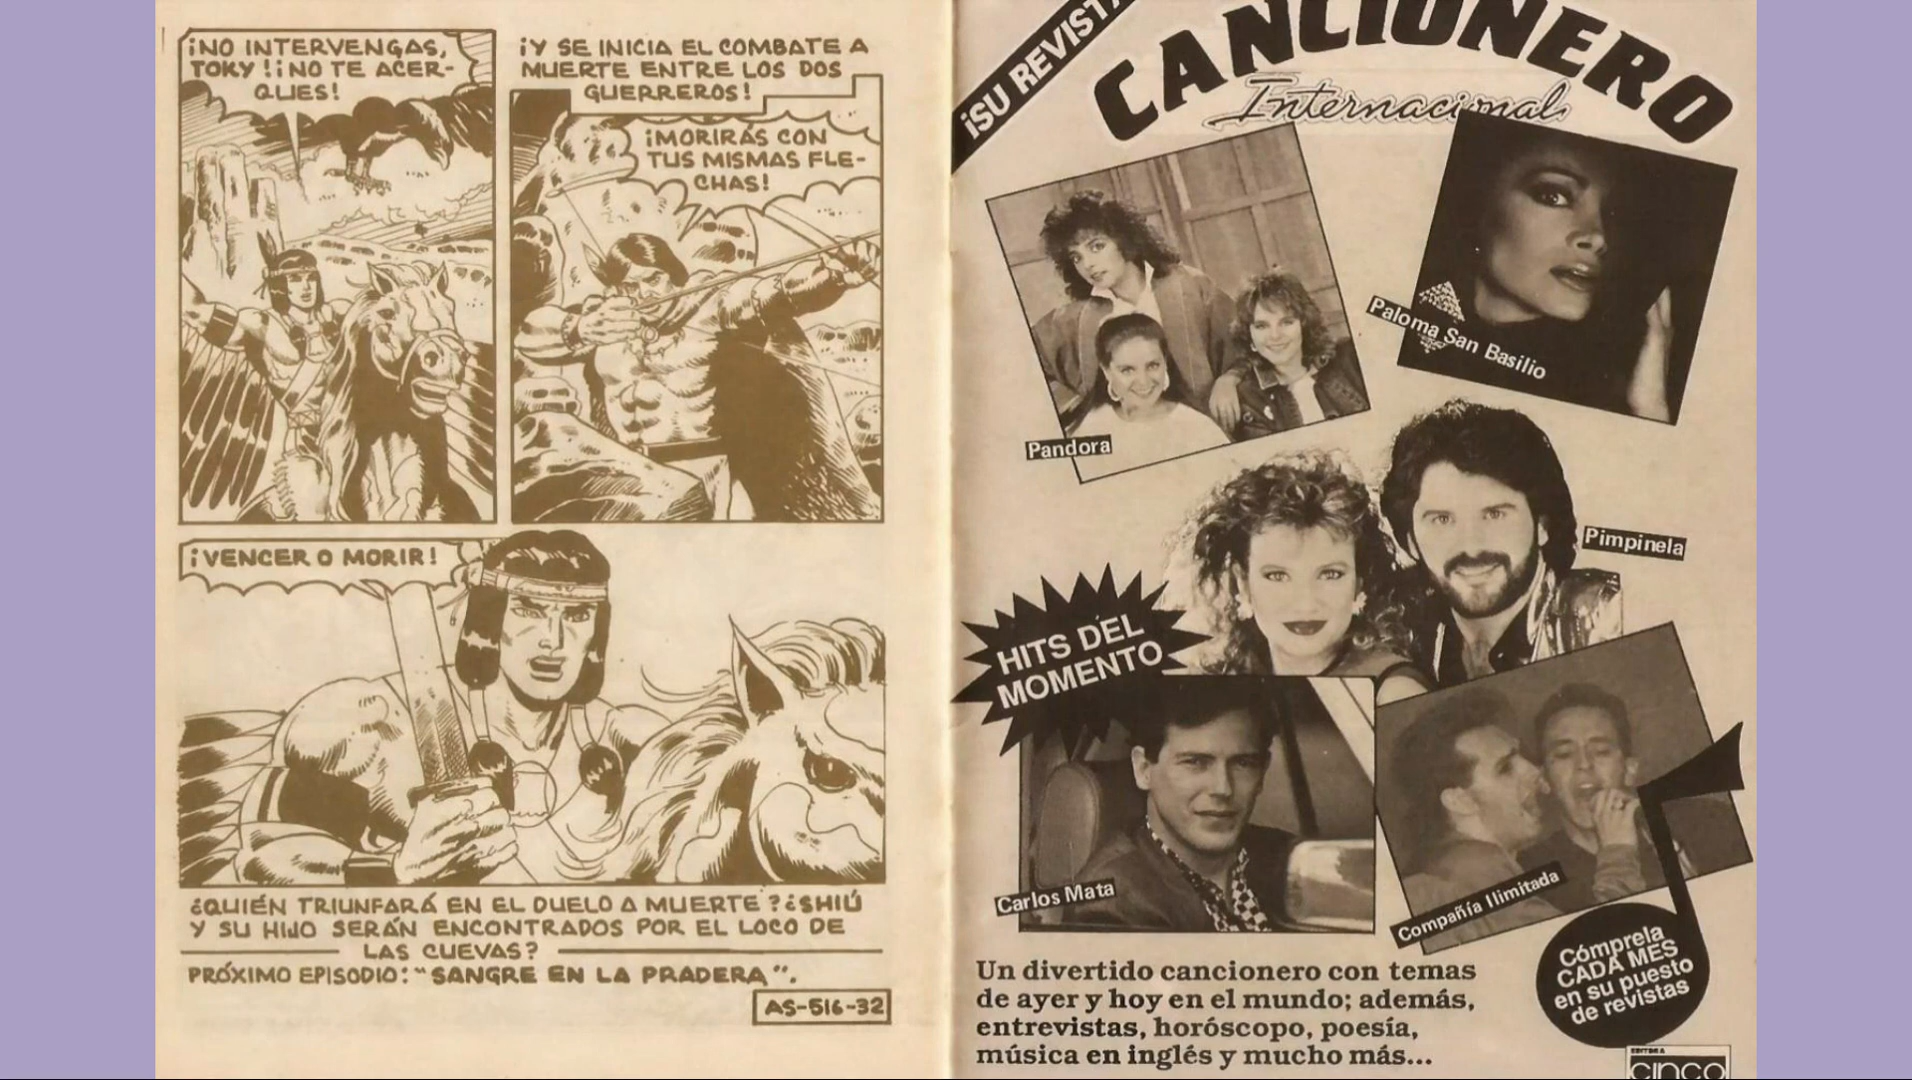 ¡NO INTERVENGAS,
TOKY! ¡NO TE ACER-
QUES!
¡Y SE INICIA EL COMBATE A
MUERTE ENTRE LOS DOS
GUERREROS!
¡MORIRÁS CON
TUS MISMAS FLE-
CHAS!
¡VENCER O MORIR!
¿QUIÉN TRIUNFARÁ EN EL DUELO A MUERTE? ¿SHIÚ
Y SU HIJO SERÁN ENCONTRADOS POR EL LOCO DE
LAS CUEVAS?
PRÓXIMO EPISODIO: "SANGRE EN LA PRADERA".
AS-516-32
¡SU REVISTA
CANCIONERO
Internacional
Pandora
Paloma San Basilio
Pimpinela
HITS DEL
MOMENTO
Carlos Mata
Compañía Ilimitada
Cómprela
CADA MES
en su puesto
de revistas
Un divertido cancionero con temas
de ayer y hoy en el mundo; además,
entrevistas, horóscopo, poesía,
música en inglés y mucho más...
EDITORA
CINCO